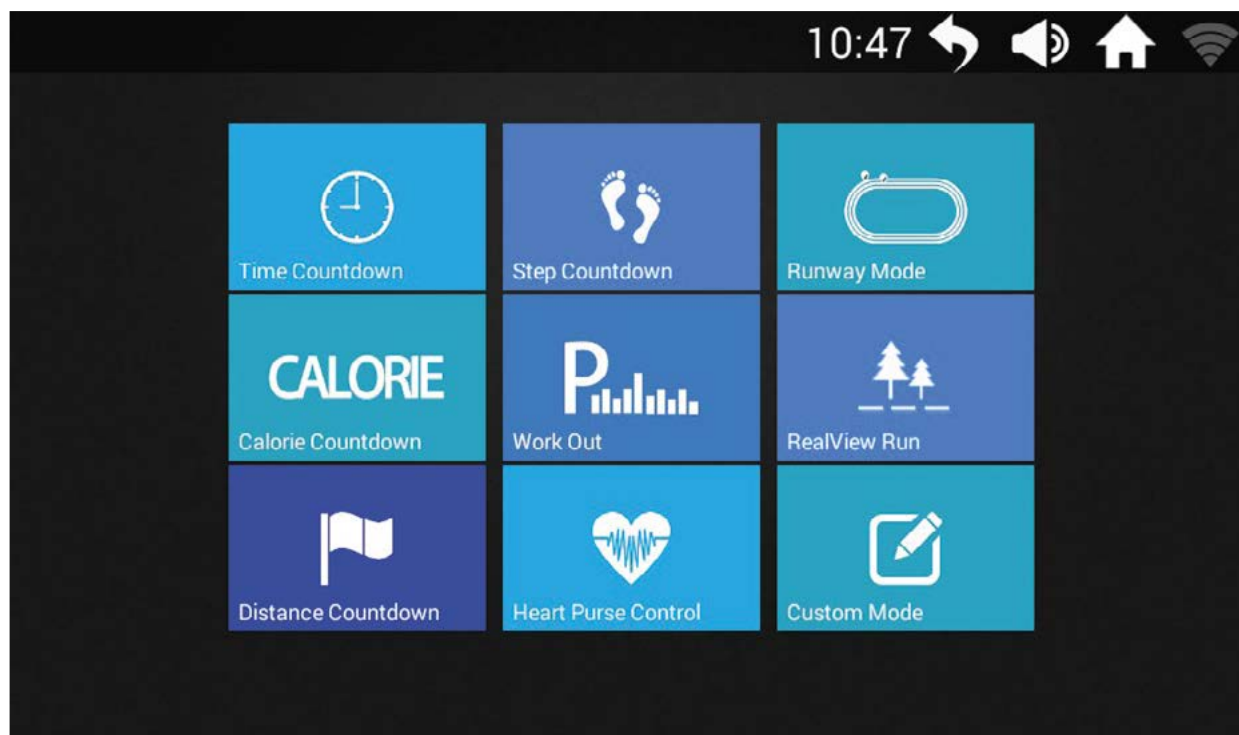 10:47
Time Countdown
Step Countdown
Runway Mode
CALORIE
Calorie Countdown
P
Work Out
RealView Run
Distance Countdown
Heart Purse Control
Custom Mode